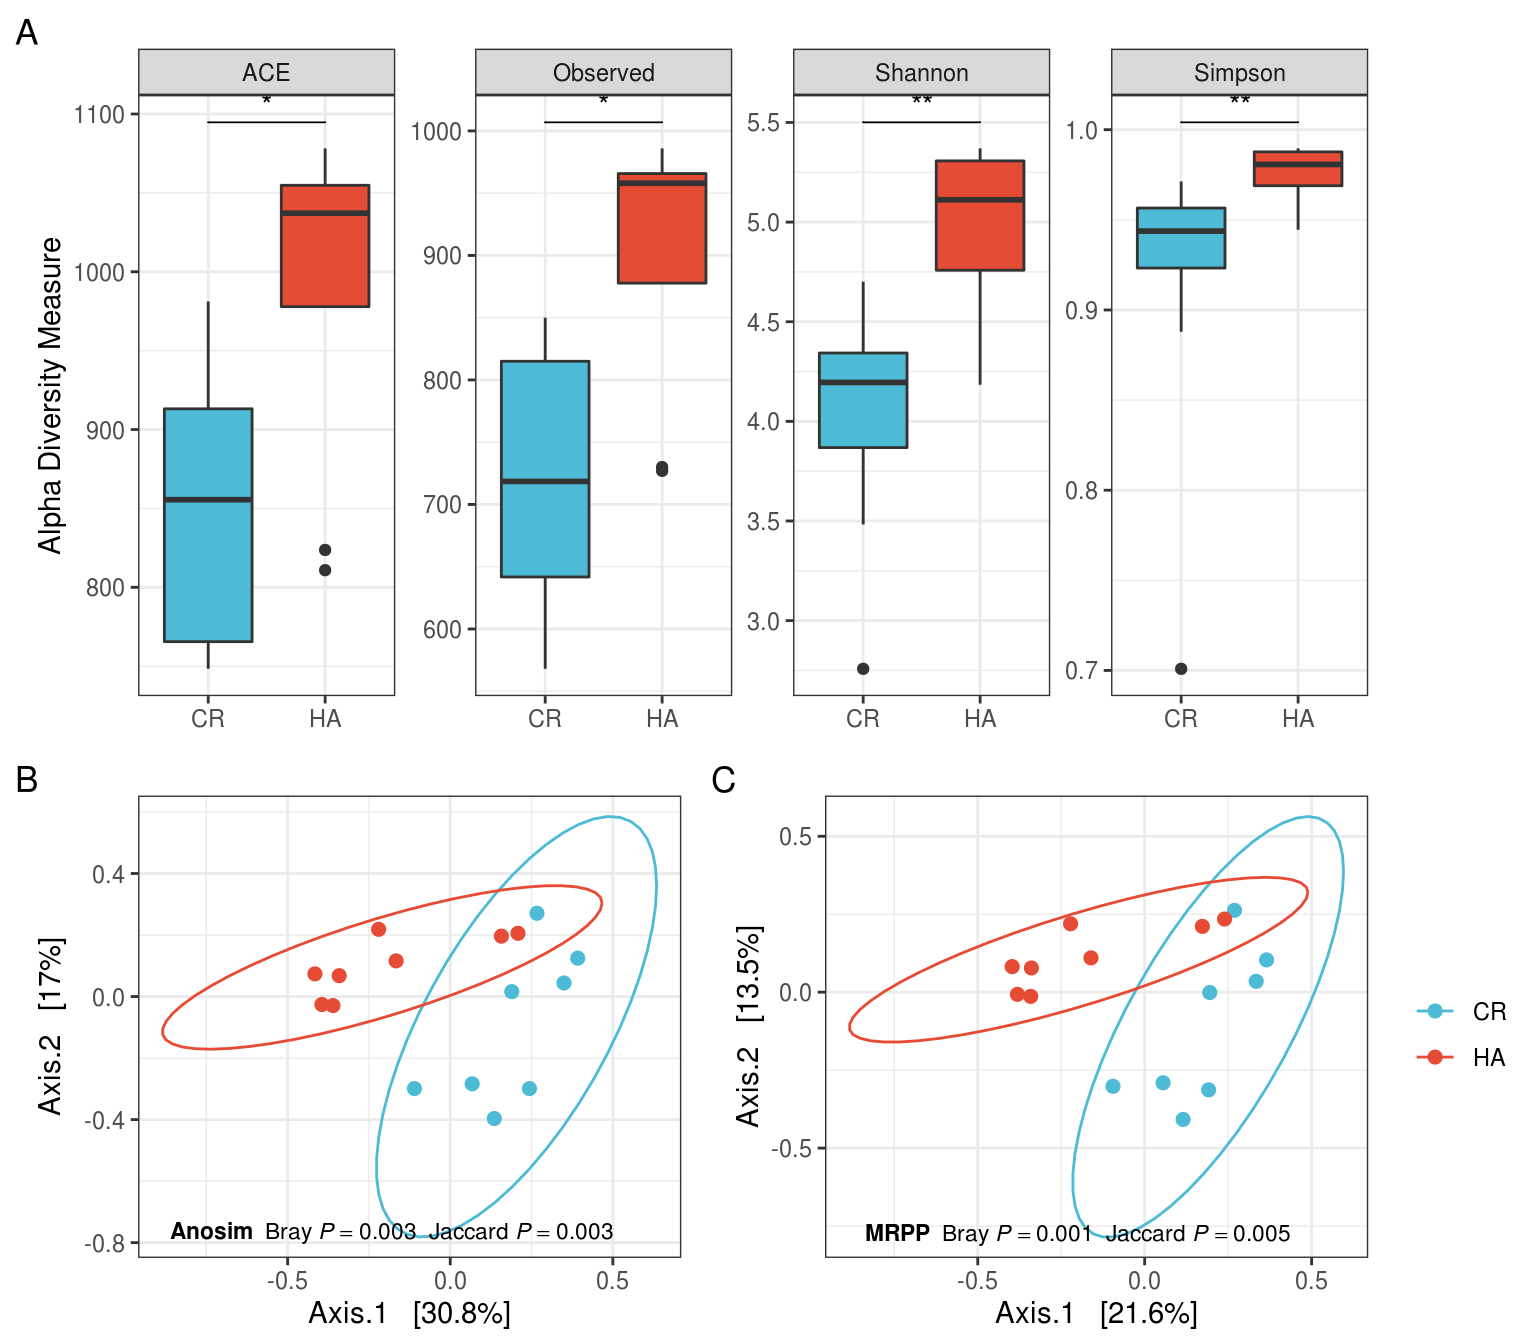 A
ACE
Observed
Shannon
Simpson
*
*
**
**
Alpha Diversity Measure
1100
1000
900
800
1000
900
800
700
600
5.5
5.0
4.5
4.0
3.5
3.0
1.0
0.9
0.8
0.7
CR HA
CR HA
CR HA
CR HA
B
Axis.2 [17%]
0.4
0.0
-0.4
-0.8
Anosim Bray P = 0.003 Jaccard P = 0.003
-0.5 0.0 0.5
Axis.1 [30.8%]
C
Axis.2 [13.5%]
0.5
0.0
-0.5
MRPP Bray P = 0.001 Jaccard P = 0.005
-0.5 0.0 0.5
Axis.1 [21.6%]
CR
HA